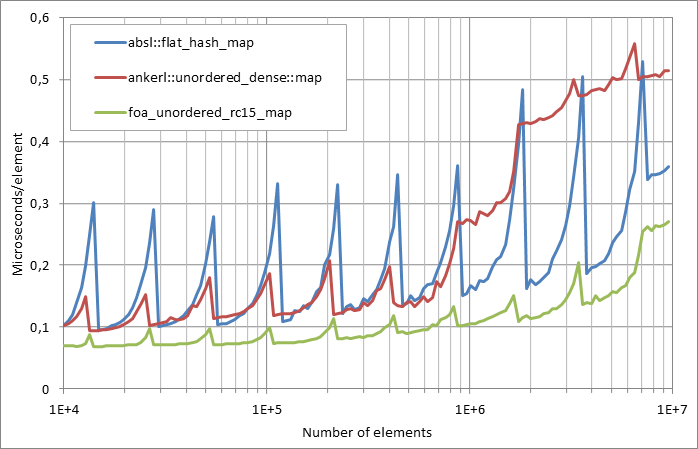 0,6
0,5
0,4
0,3
0,2
0,1
0
Microseconds/element
absl::flat_hash_map
ankerl::unordered_dense::map
foa_unordered_rc15_map
1E+4 1E+5 1E+6 1E+7
Number of elements